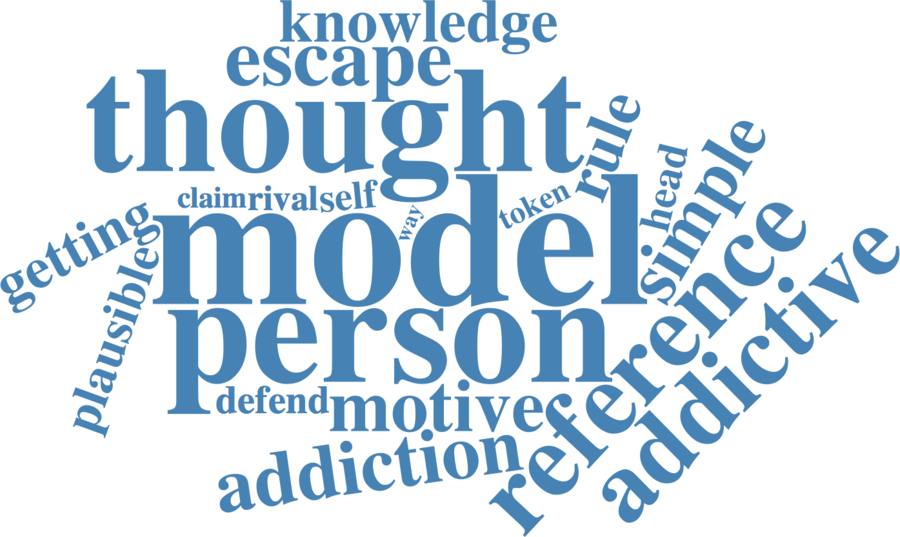 knowledge
escape
thought
rule
head
simple
claim
rival
self
way
token
getting
plausible
model
person
reference
addictive
defend
motive
addiction